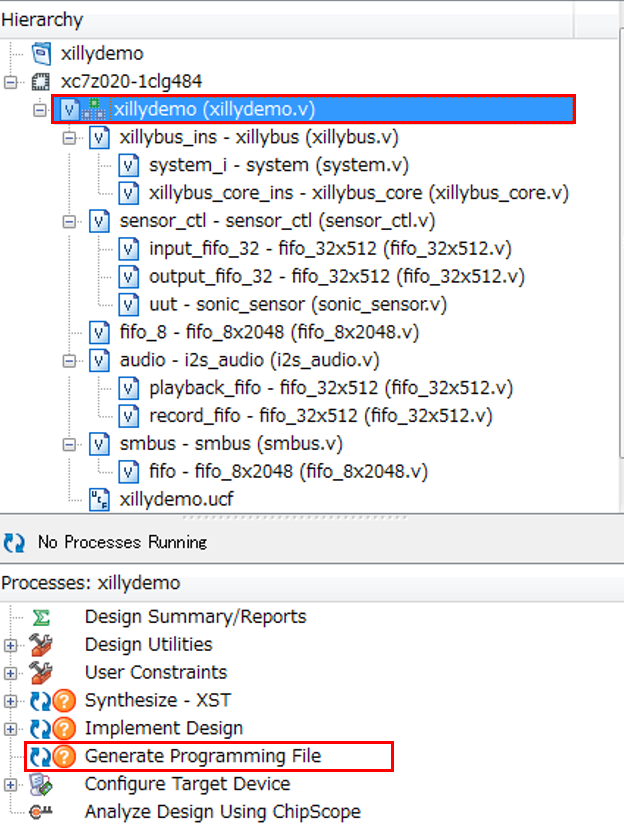 Hierarchy
xillydemo
xc7z020-1clg484
xillydemo (xillydemo.v)
xillybus_ins - xillybus (xillybus.v)
system_i - system (system.v)
xillybus_core_ins - xillybus_core (xillybus_core.v)
sensor_ctl - sensor_ctl (sensor_ctl.v)
input_fifo_32 - fifo_32x512 (fifo_32x512.v)
output_fifo_32 - fifo_32x512 (fifo_32x512.v)
uut - sonic_sensor (sonic_sensor.v)
fifo_8 - fifo_8x2048 (fifo_8x2048.v)
audio - i2s_audio (i2s_audio.v)
playback_fifo - fifo_32x512 (fifo_32x512.v)
record_fifo - fifo_32x512 (fifo_32x512.v)
smbus - smbus (smbus.v)
fifo - fifo_8x2048 (fifo_8x2048.v)
xillydemo.ucf
No Processes Running
Processes: xillydemo
Design Summary/Reports
Design Utilities
User Constraints
Synthesize - XST
Implement Design
Generate Programming File
Configure Target Device
Analyze Design Using ChipScope